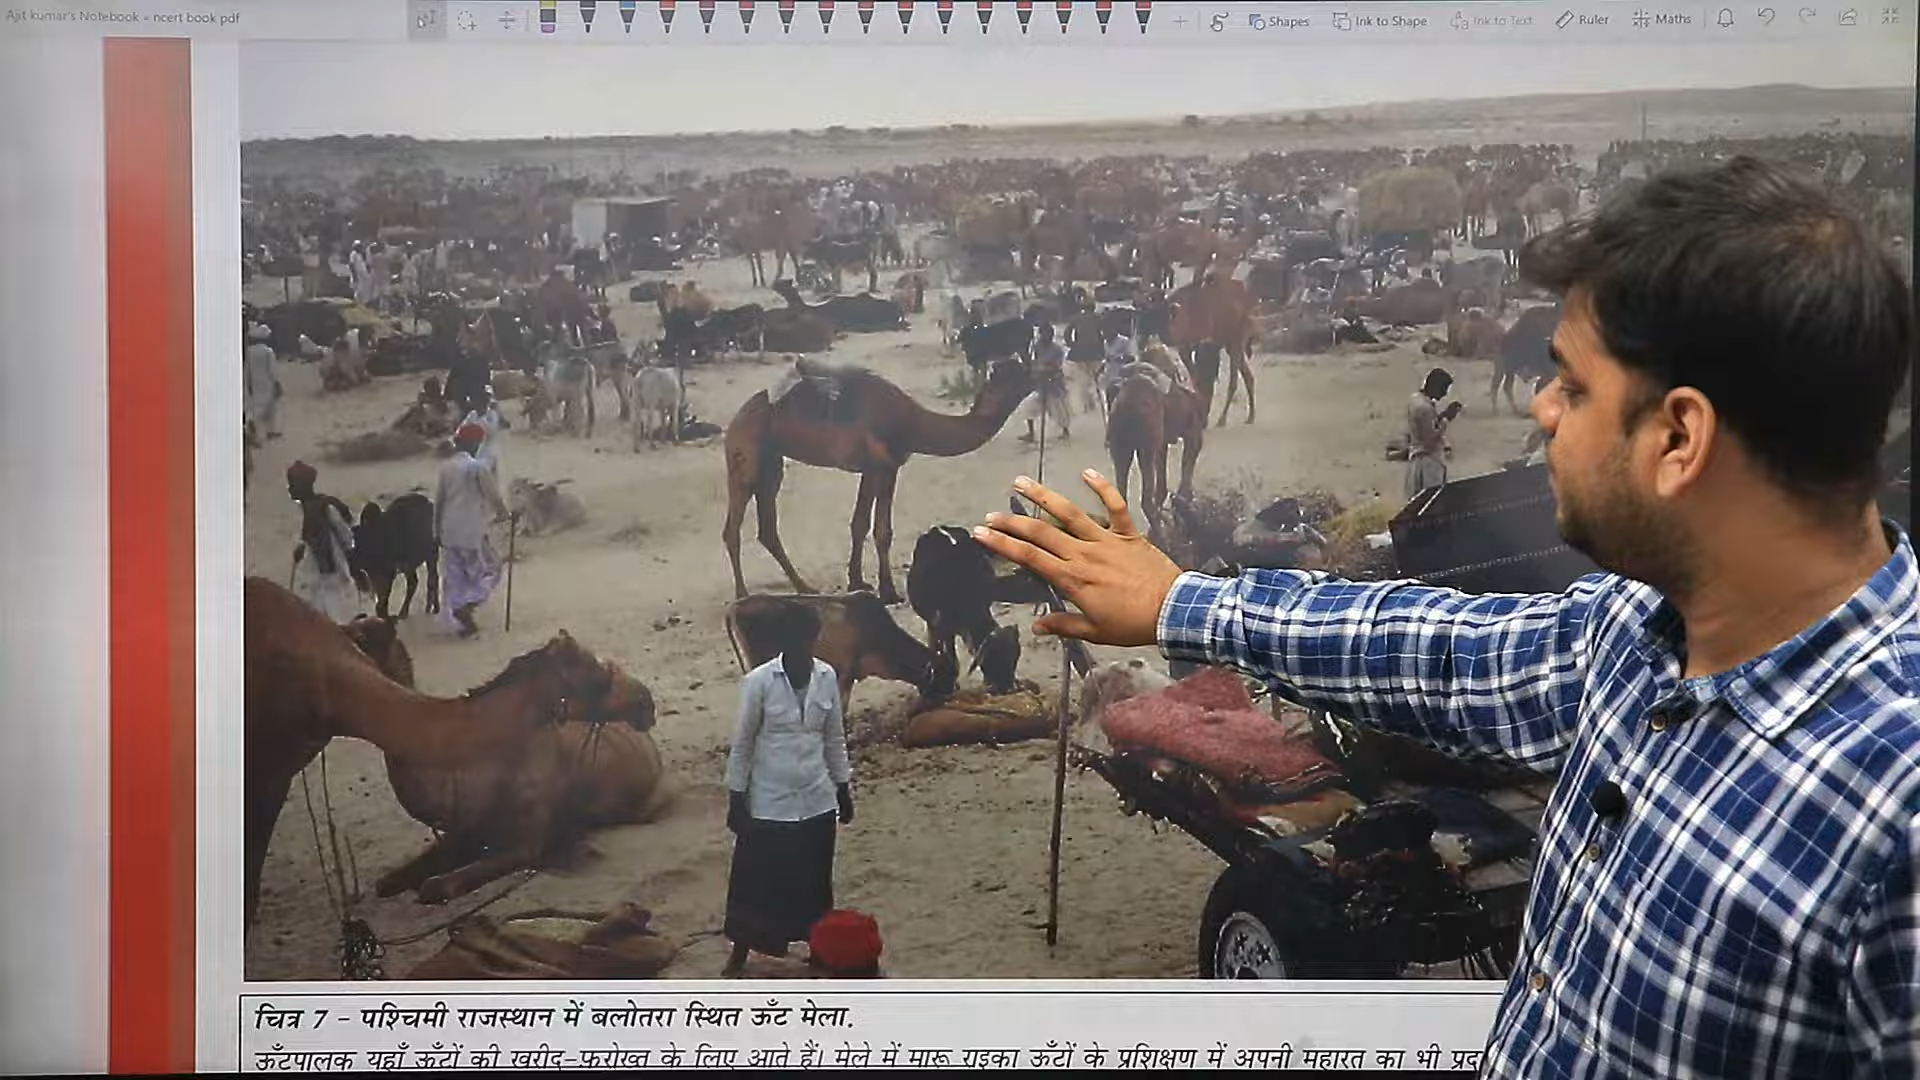 Ajit kumar's Notebook » ncert book pdf
Shapes
Ink to Shape
Ink to Text
Ruler
Maths
चित्र 7 – पश्चिमी राजस्थान में बलोतरा स्थित ऊँट मेला.
ऊँटपालक यहाँ ऊँटों की खरीद-फ़रोख्त के लिए आते हैं। मेले में मारू राइका ऊँटों के प्रशिक्षण में अपनी महारत का भी प्रद